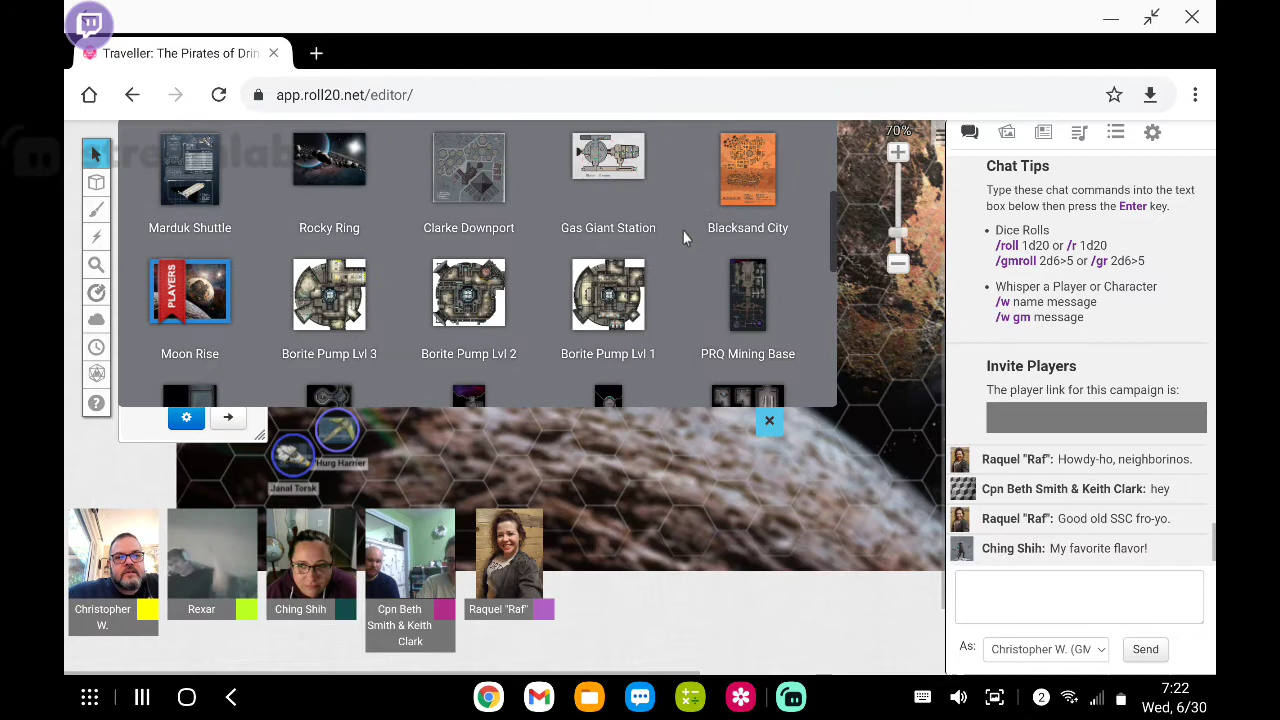 Traveller: The Pirates of Drin
app.roll20.net/editor/
streamlab
70%
Marduk Shuttle
Rocky Ring
Clarke Downport
Gas Giant Station
Blacksand City
PLAYERS
Moon Rise
Borite Pump Lvl 3
Borite Pump Lvl 2
Borite Pump Lvl 1
PRQ Mining Base
Hurg Harrier
Janal Torsk
Christopher W.
Rexar
Ching Shih
Cpn Beth Smith & Keith Clark
Raquel "Raf"
Chat Tips
Type these chat commands into the text
box below then press the Enter key.
Dice Rolls
/roll 1d20 or /r 1d20
/gmroll 2d6>5 or /gr 2d6>5
Whisper a Player or Character
/w name message
/w gm message
Invite Players
The player link for this campaign is:
Raquel "Raf": Howdy-ho, neighborinos.
Cpn Beth Smith & Keith Clark: hey
Raquel "Raf": Good old SSC fro-yo.
Ching Shih: My favorite flavor!
As:
Christopher W. (GM
Send
2
7:22
Wed, 6/30